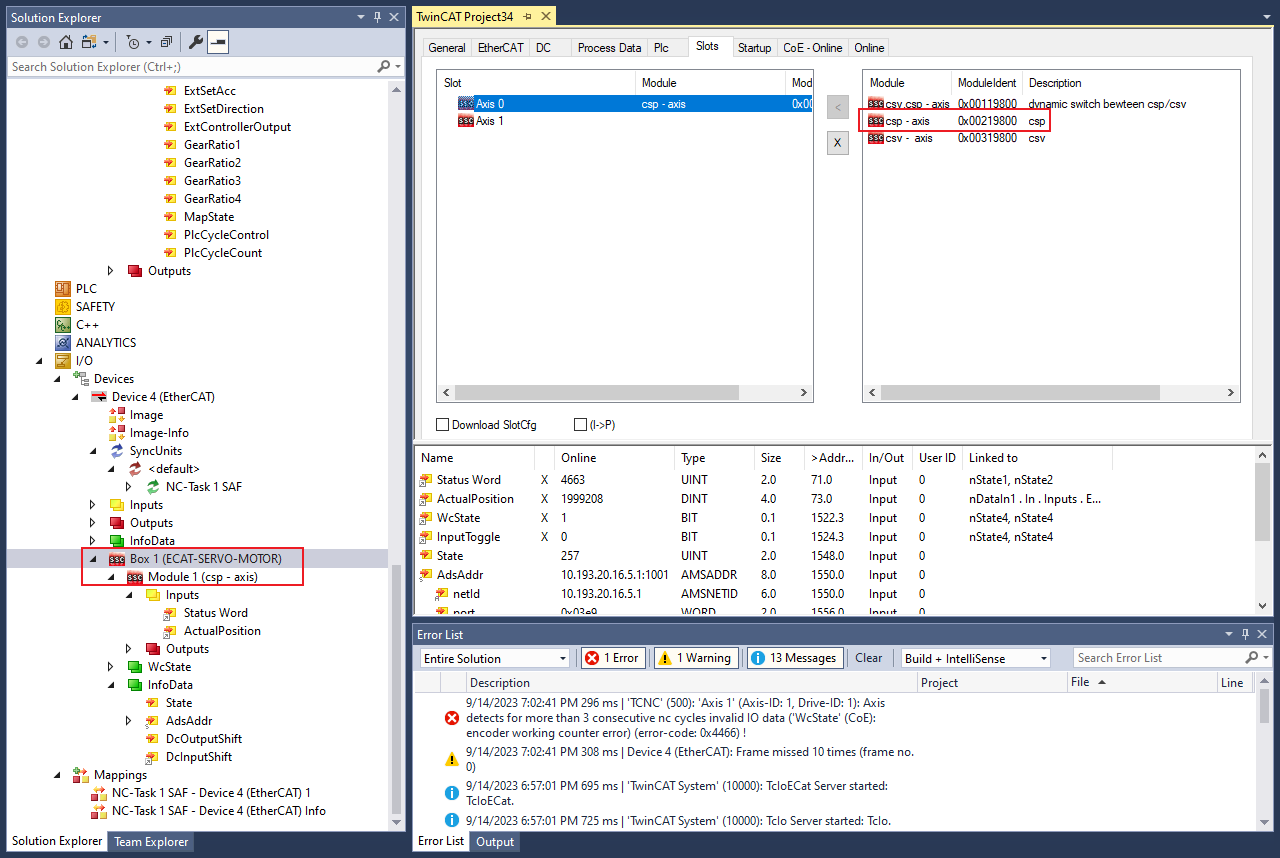 Solution Explorer
Search Solution Explorer (Ctrl+;)
ExtSetAcc
ExtSetDirection
ExtControllerOutput
GearRatio1
GearRatio2
GearRatio3
GearRatio4
MapState
PlcCycleControl
PlcCycleCount
Outputs
PLC
SAFETY
C++
ANALYTICS
I/O
Devices
Device 4 (EtherCAT)
Image
Image-Info
SyncUnits
<default>
NC-Task 1 SAF
Inputs
Outputs
InfoData
Box 1 (ECAT-SERVO-MOTOR)
Module 1 (csp - axis)
Inputs
Status Word
ActualPosition
Outputs
WcState
InfoData
State
AdsAddr
DcOutputShift
DcInputShift
Mappings
NC-Task 1 SAF - Device 4 (EtherCAT) 1
NC-Task 1 SAF - Device 4 (EtherCAT) Info
Solution Explorer Team Explorer
TwinCAT Project34
General EtherCAT DC Process Data Plc Slots Startup CoE - Online Online
Slot Module Mod
SSC Axis 0 csp - axis 0x00
SSC Axis 1
<
X
Module ModuleIdent Description
SSC csv,csp - axis 0x00119800 dynamic switch bewteen csp/csv
SSC csp - axis 0x00219800 csp
SSC csv - axis 0x00319800 csv
Download SlotCfg (I->P)
Name Online Type Size >Addr... In/Out User ID Linked to
Status Word X 4663 UINT 2.0 71.0 Input 0 nState1, nState2
ActualPosition X 1999208 DINT 4.0 73.0 Input 0 nDataIn1 . In . Inputs . E...
WcState X 1 BIT 0.1 1522.3 Input 0 nState4, nState4
InputToggle X 0 BIT 0.1 1524.3 Input 0 nState4, nState4
State 257 UINT 2.0 1548.0 Input 0
AdsAddr 10.193.20.16.5.1:1001 AMSADDR 8.0 1550.0 Input 0
netId 10.193.20.16.5.1 AMSNETID 6.0 1550.0 Input 0
port 0x03e9 WORD 2.0 1556.0 Input 0
Error List
Entire Solution 1 Error 1 Warning 13 Messages Clear Build + IntelliSense Search Error List
Description Project File Line
9/14/2023 7:02:41 PM 296 ms | 'TCNC' (500): 'Axis 1' (Axis-ID: 1, Drive-ID: 1): Axis
detects for more than 3 consecutive nc cycles invalid IO data ('WcState' (CoE):
encoder working counter error) (error-code: 0x4466) !
9/14/2023 7:02:41 PM 308 ms | Device 4 (EtherCAT): Frame missed 10 times (frame no.
0)
9/14/2023 6:57:01 PM 695 ms | 'TwinCAT System' (10000): TcIoECat Server started:
TcIoECat.
9/14/2023 6:57:01 PM 725 ms | 'TwinCAT System' (10000): TcIo Server started: TcIo.
Error List Output